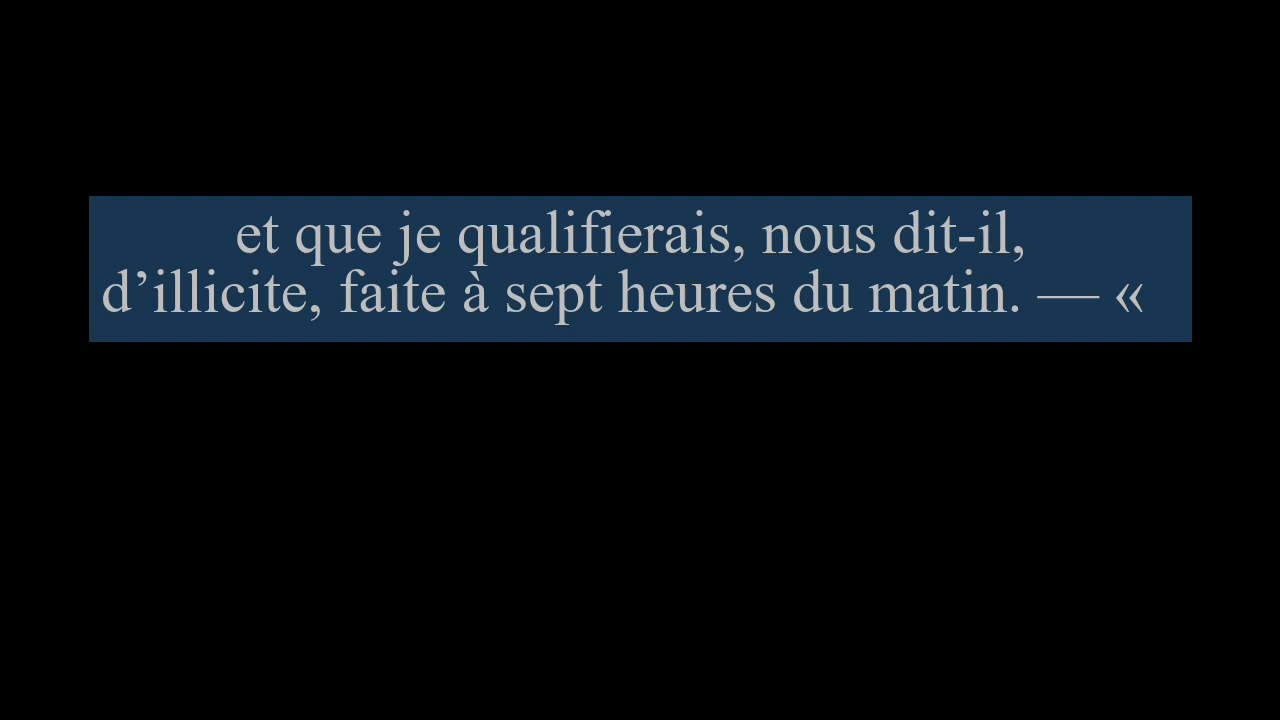 et que je qualifierais, nous dit-il,
d’illicite, faite à sept heures du matin. — «